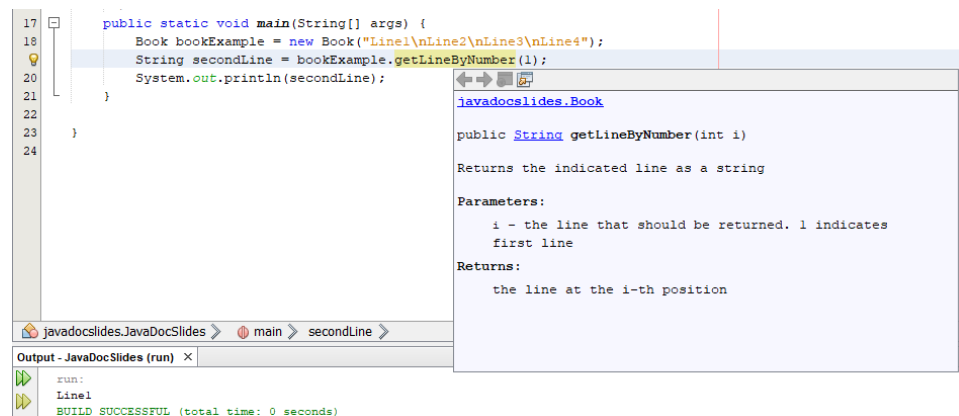 17 public static void main(String[] args) {
18 Book bookExample = new Book("Line1\nLine2\nLine3\nLine4");
String secondLine = bookExample.getLineByNumber(1);
20 System.out.println(secondLine);
21 }
22
23 }
24
javadocslides.Book
public String getLineByNumber(int i)
Returns the indicated line as a string
Parameters:
i - the line that should be returned. 1 indicates
first line
Returns:
the line at the i-th position
javadocslides.JavaDocSlides main secondLine
Output - JavaDocSlides (run) ×
run:
Line1
BUILD SUCCESSFUL (total time: 0 seconds)